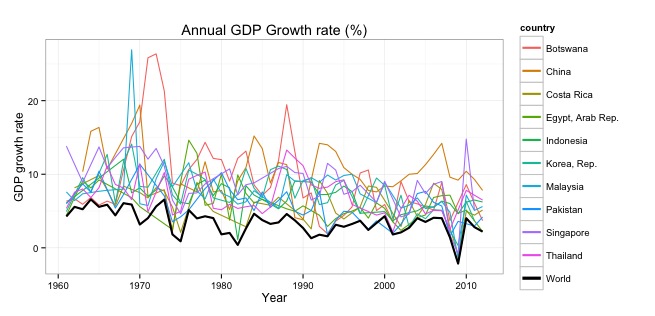 Annual GDP Growth rate (%)
GDP growth rate
20
10
0
1960 1970 1980 1990 2000 2010
Year
country
Botswana
China
Costa Rica
Egypt, Arab Rep.
Indonesia
Korea, Rep.
Malaysia
Pakistan
Singapore
Thailand
World